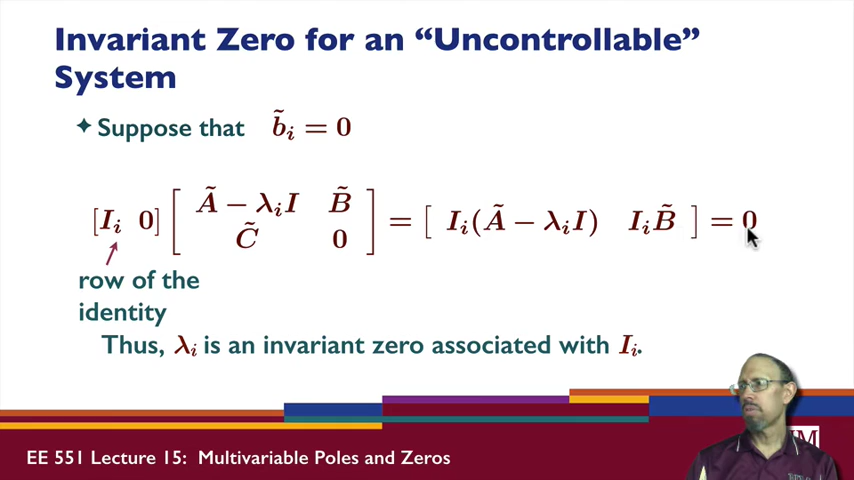 Invariant Zero for an “Uncontrollable”
System
✦ Suppose that b̃ᵢ = 0
[Iᵢ 0] [ Ã − λᵢI B̃ ; C̃ 0 ] = [ Iᵢ(Ã − λᵢI) IᵢB̃ ] = 0
row of the
identity
Thus, λᵢ is an invariant zero associated with Iᵢ.
EE 551 Lecture 15: Multivariable Poles and Zeros